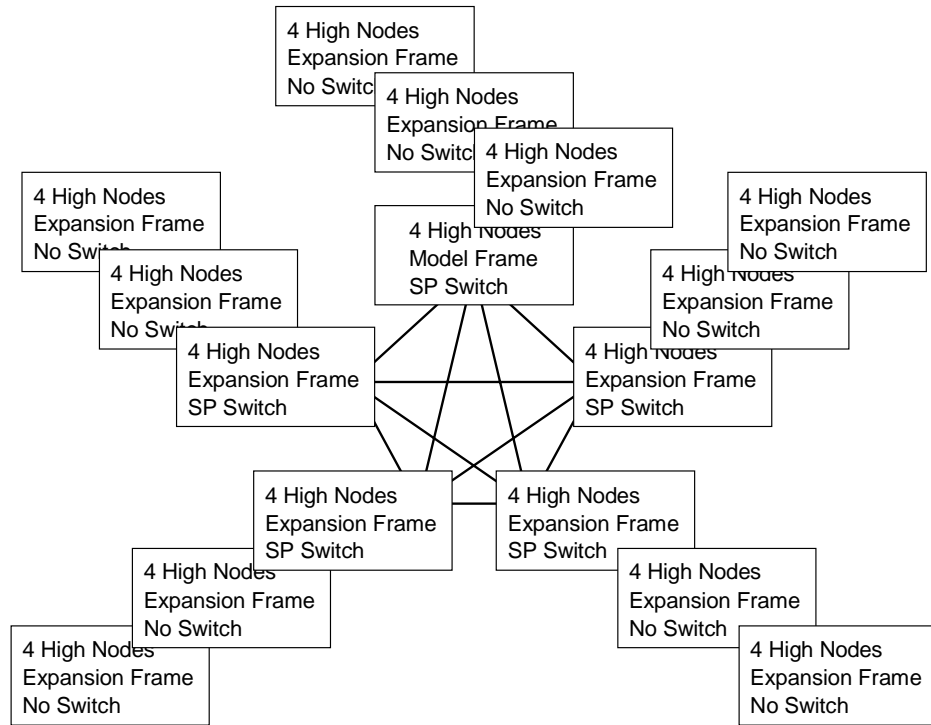 4 High Nodes
Expansion Frame
No Switch
4 High Nodes
Expansion Frame
No Switch
4 High Nodes
Expansion Frame
No Switch
4 High Nodes
Model Frame
SP Switch
4 High Nodes
Expansion Frame
No Switch
4 High Nodes
Expansion Frame
No Switch
4 High Nodes
Expansion Frame
SP Switch
4 High Nodes
Expansion Frame
No Switch
4 High Nodes
Expansion Frame
No Switch
4 High Nodes
Expansion Frame
SP Switch
4 High Nodes
Expansion Frame
SP Switch
4 High Nodes
Expansion Frame
No Switch
4 High Nodes
Expansion Frame
No Switch
4 High Nodes
Expansion Frame
SP Switch
4 High Nodes
Expansion Frame
No Switch
4 High Nodes
Expansion Frame
No Switch